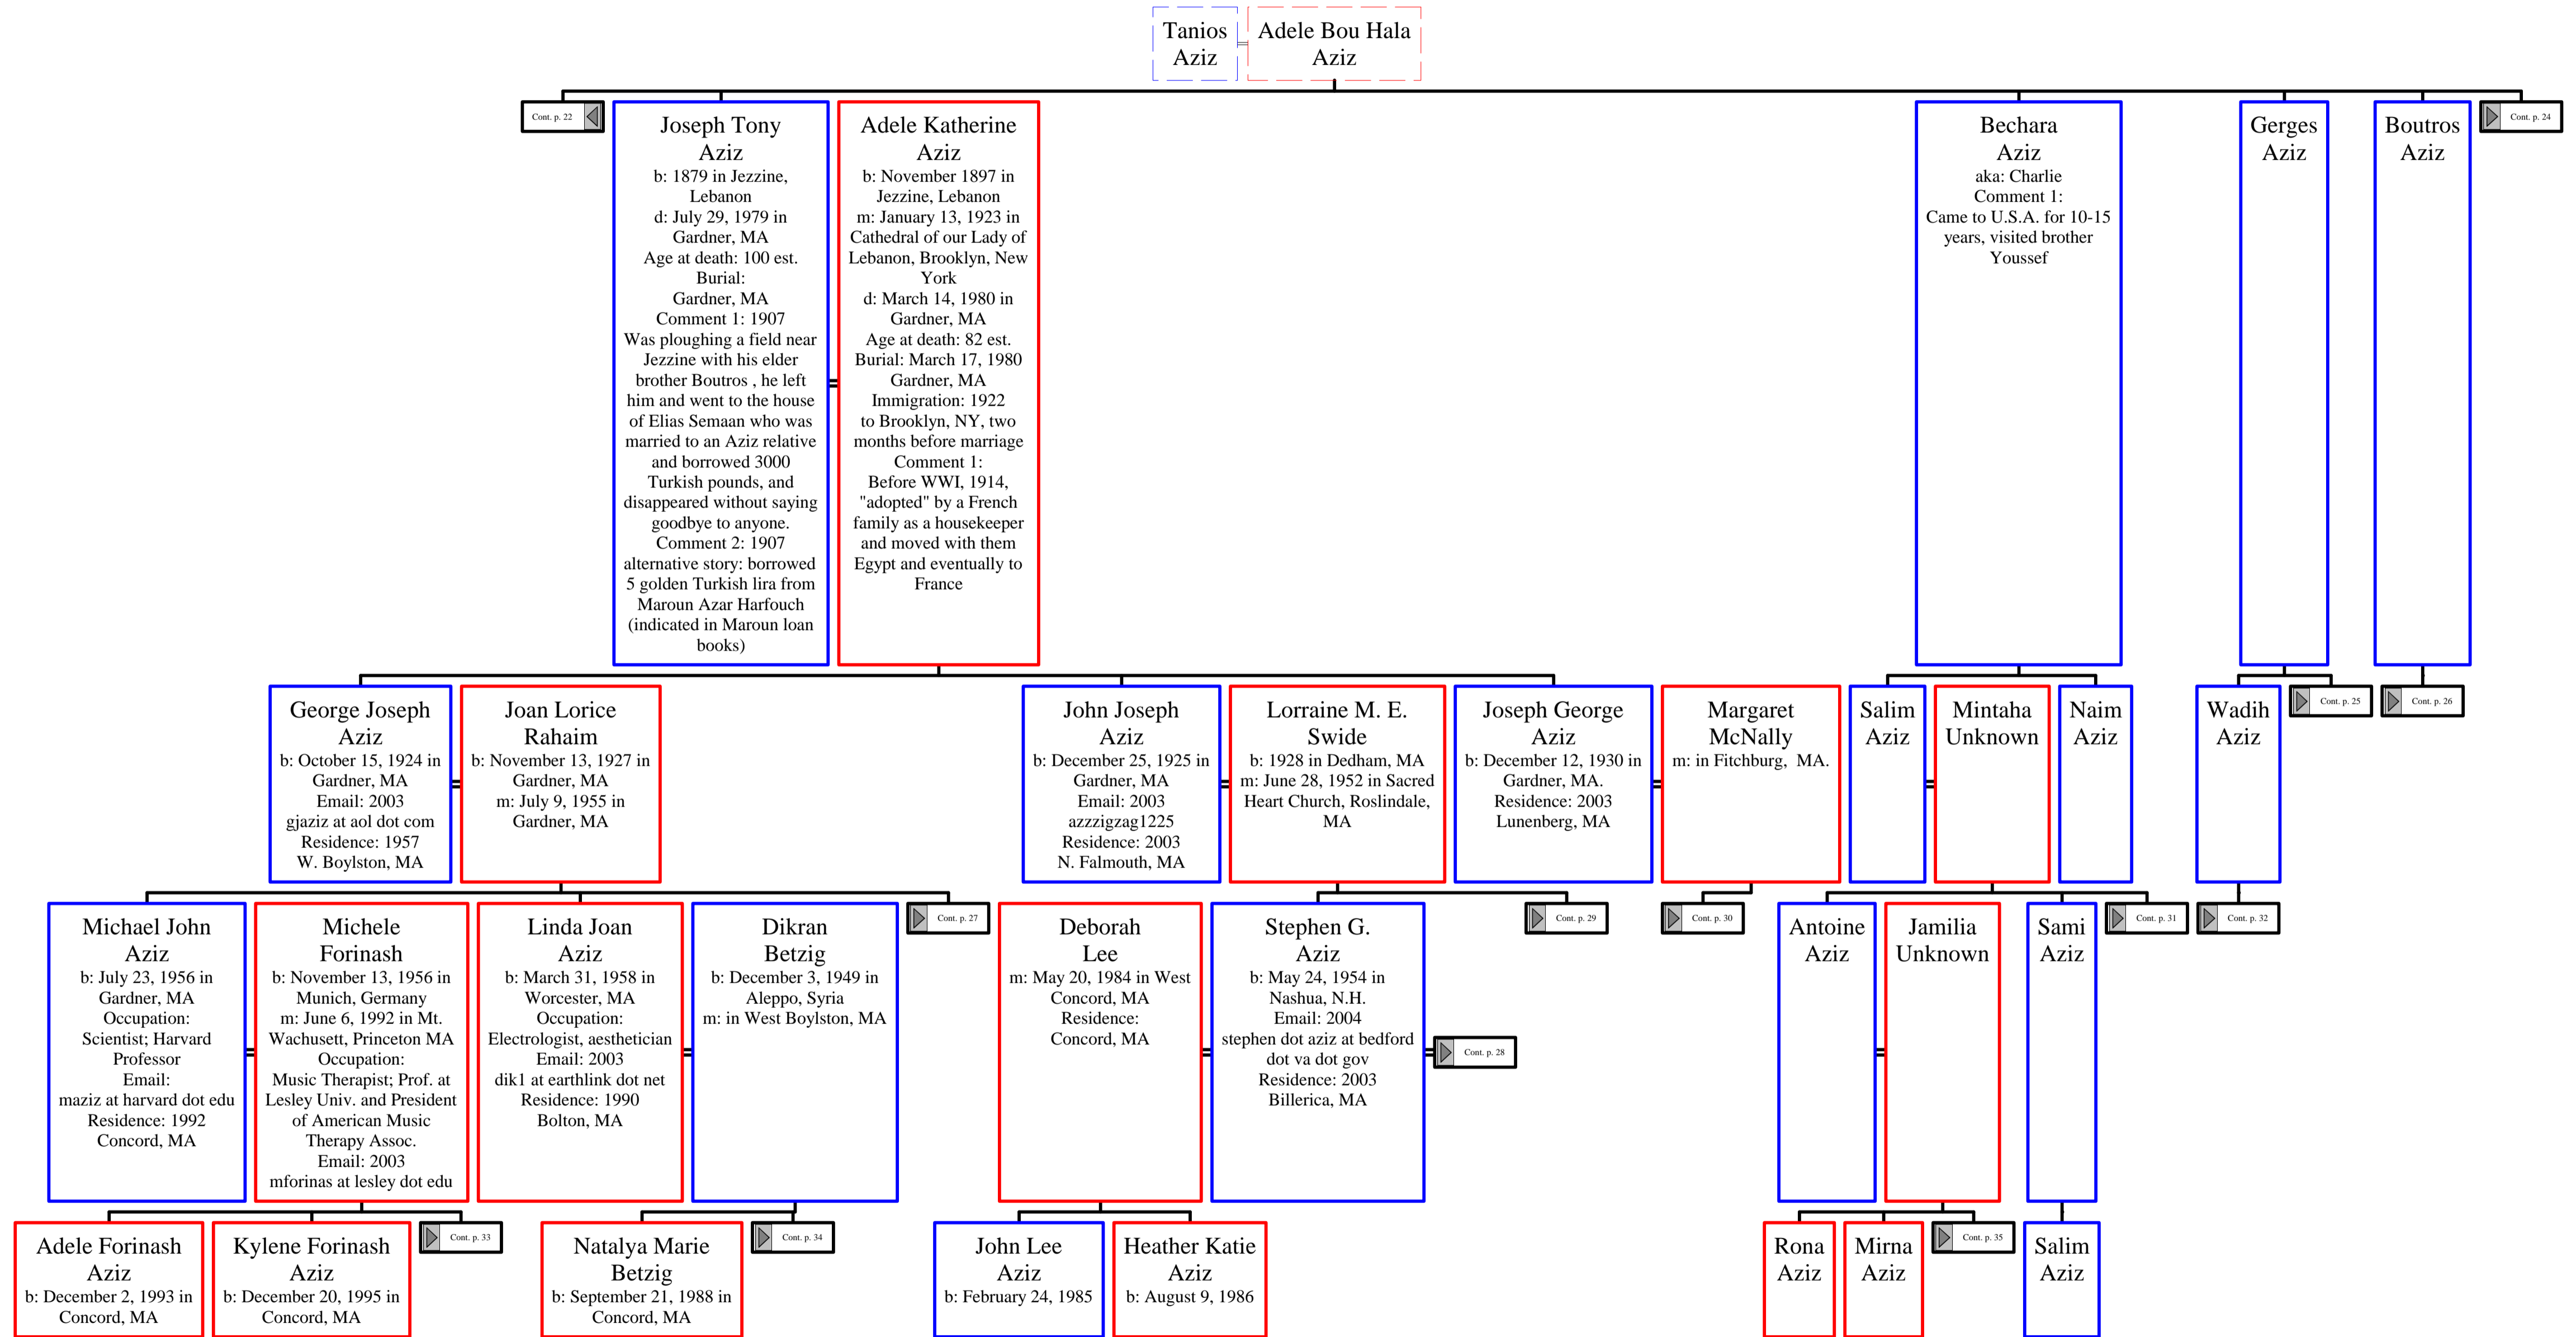 Tanios
Aziz
Adele Bou Hala
Aziz
Cont. p. 22
Joseph Tony
Aziz
b: 1879 in Jezzine,
Lebanon
d: July 29, 1979 in
Gardner, MA
Age at death: 100 est.
Burial:
Gardner, MA
Comment 1: 1907
Was ploughing a field near
Jezzine with his elder
brother Boutros , he left
him and went to the house
of Elias Semaan who was
married to an Aziz relative
and borrowed 3000
Turkish pounds, and
disappeared without saying
goodbye to anyone.
Comment 2: 1907
alternative story: borrowed
5 golden Turkish lira from
Maroun Azar Harfouch
(indicated in Maroun loan
books)
Adele Katherine
Aziz
b: November 1897 in
Jezzine, Lebanon
m: January 13, 1923 in
Cathedral of our Lady of
Lebanon, Brooklyn, New
York
d: March 14, 1980 in
Gardner, MA
Age at death: 82 est.
Burial: March 17, 1980
Gardner, MA
Immigration: 1922
to Brooklyn, NY, two
months before marriage
Comment 1:
Before WWI, 1914,
"adopted" by a French
family as a housekeeper
and moved with them
Egypt and eventually to
France
Bechara
Aziz
aka: Charlie
Comment 1:
Came to U.S.A. for 10-15
years, visited brother
Youssef
Gerges
Aziz
Boutros
Aziz
Cont. p. 24
George Joseph
Aziz
b: October 15, 1924 in
Gardner, MA
Email: 2003
gjaziz at aol dot com
Residence: 1957
W. Boylston, MA
Joan Lorice
Rahaim
b: November 13, 1927 in
Gardner, MA
m: July 9, 1955 in
Gardner, MA
John Joseph
Aziz
b: December 25, 1925 in
Gardner, MA
Email: 2003
azzzigzag1225
Residence: 2003
N. Falmouth, MA
Lorraine M. E.
Swide
b: 1928 in Dedham, MA
m: June 28, 1952 in Sacred
Heart Church, Roslindale,
MA
Joseph George
Aziz
b: December 12, 1930 in
Gardner, MA.
Residence: 2003
Lunenberg, MA
Margaret
McNally
m: in Fitchburg,  MA.
Salim
Aziz
Mintaha
Unknown
Naim
Aziz
Wadih
Aziz
Cont. p. 25
Cont. p. 26
Michael John
Aziz
b: July 23, 1956 in
Gardner, MA
Occupation:
Scientist; Harvard
Professor
Email:
maziz at harvard dot edu
Residence: 1992
Concord, MA
Michele
Forinash
b: November 13, 1956 in
Munich, Germany
m: June 6, 1992 in Mt.
Wachusett, Princeton MA
Occupation:
Music Therapist; Prof. at
Lesley Univ. and President
of American Music
Therapy Assoc.
Email: 2003
mforinas at lesley dot edu
Linda Joan
Aziz
b: March 31, 1958 in
Worcester, MA
Occupation:
Electrologist, aesthetician
Email: 2003
dik1 at earthlink dot net
Residence: 1990
Bolton, MA
Dikran
Betzig
b: December 3, 1949 in
Aleppo, Syria
m: in West Boylston, MA
Cont. p. 27
Deborah
Lee
m: May 20, 1984 in West
Concord, MA
Residence:
Concord, MA
Stephen G.
Aziz
b: May 24, 1954 in
Nashua, N.H.
Email: 2004
stephen dot aziz at bedford
dot va dot gov
Residence: 2003
Billerica, MA
Cont. p. 28
Cont. p. 29
Cont. p. 30
Antoine
Aziz
Jamilia
Unknown
Sami
Aziz
Cont. p. 31
Cont. p. 32
Adele Forinash
Aziz
b: December 2, 1993 in
Concord, MA
Kylene Forinash
Aziz
b: December 20, 1995 in
Concord, MA
Cont. p. 33
Natalya Marie
Betzig
b: September 21, 1988 in
Concord, MA
Cont. p. 34
John Lee
Aziz
b: February 24, 1985
Heather Katie
Aziz
b: August 9, 1986
Rona
Aziz
Mirna
Aziz
Cont. p. 35
Salim
Aziz